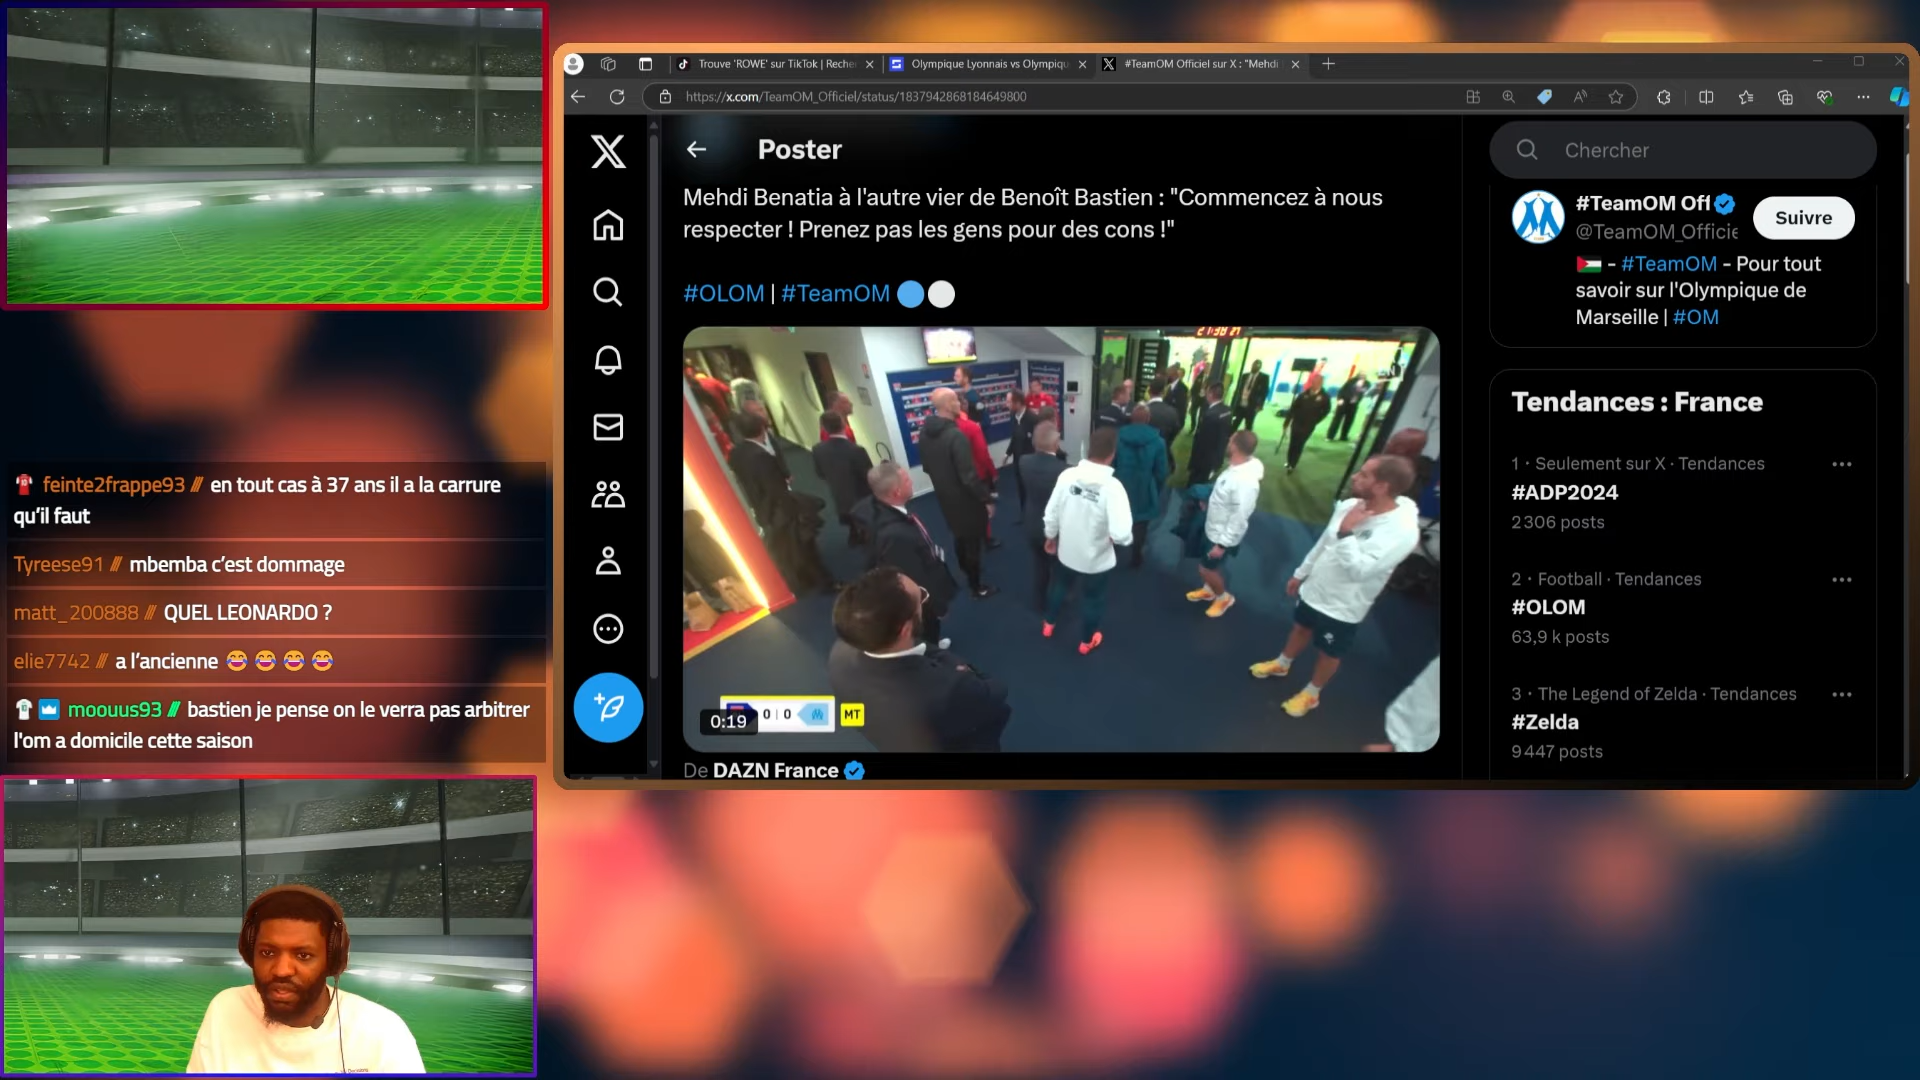 Trouve 'ROWE' sur TikTok | Reche
Olympique Lyonnais vs Olympiqu
#TeamOM Officiel sur X : "Mehdi
https://x.com/TeamOM_Officiel/status/1837942868184649800
Poster
Mehdi Benatia à l'autre vier de Benoît Bastien : "Commencez à nous
respecter ! Prenez pas les gens pour des cons !"
#OLOM | #TeamOM
21:38
0:19
0 | 0
MT
De DAZN France
Chercher
#TeamOM Off
@TeamOM_Officie
Suivre
- #TeamOM - Pour tout
savoir sur l'Olympique de
Marseille | #OM
Tendances : France
1 · Seulement sur X · Tendances
#ADP2024
2 306 posts
2 · Football · Tendances
#OLOM
63,9 k posts
3 · The Legend of Zelda · Tendances
#Zelda
9 447 posts
feinte2frappe93 // en tout cas à 37 ans il a la carrure
qu'il faut
Tyreese91 // mbemba c'est dommage
matt_200888 // QUEL LEONARDO ?
elie7742 // a l'ancienne 😂 😂 😂 😂
moouus93 // bastien je pense on le verra pas arbitrer
l'om a domicile cette saison